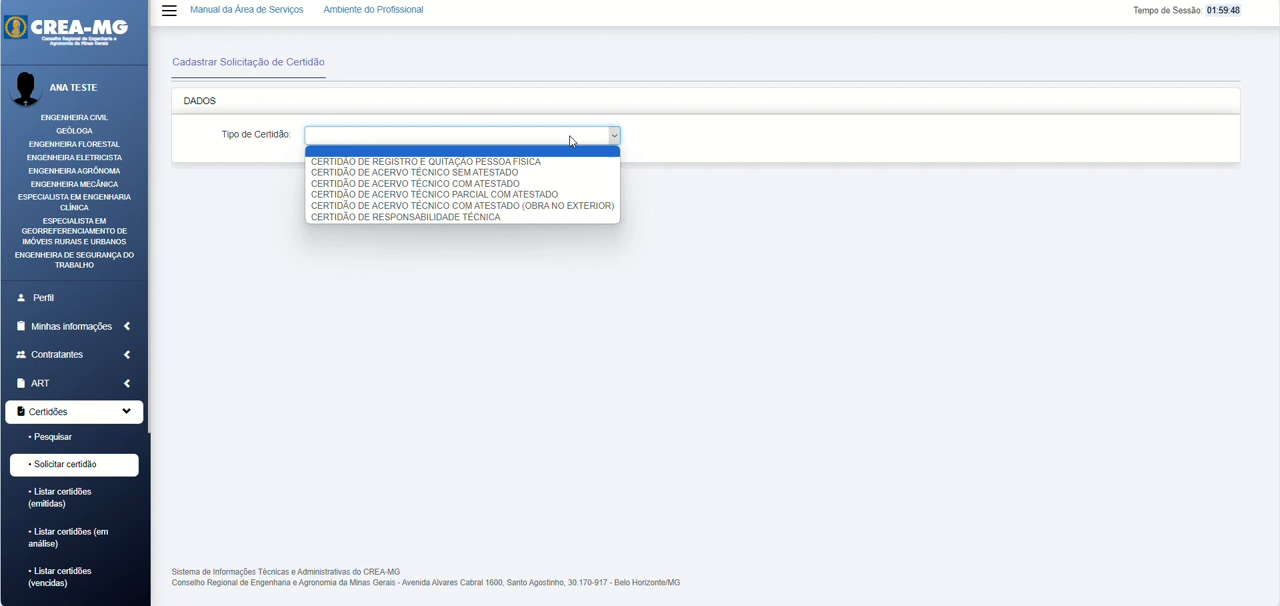 CREA-MG
Conselho Regional de Engenharia e
Agronomia de Minas Gerais
ANA TESTE
ENGENHEIRA CIVIL
GEÓLOGA
ENGENHEIRA FLORESTAL
ENGENHEIRA ELETRICISTA
ENGENHEIRA AGRÔNOMA
ENGENHEIRA MECÂNICA
ESPECIALISTA EM ENGENHARIA
CLÍNICA
ESPECIALISTA EM
GEORREFERENCIAMENTO DE
IMÓVEIS RURAIS E URBANOS
ENGENHEIRA DE SEGURANÇA DO
TRABALHO
Perfil
Minhas informações
Contratantes
ART
Certidões
• Pesquisar
• Solicitar certidão
• Listar certidões
(emitidas)
• Listar certidões (em
análise)
• Listar certidões
(vencidas)
Manual da Área de Serviços
Ambiente do Profissional
Tempo de Sessão: 01:59:48
Cadastrar Solicitação de Certidão
DADOS
Tipo de Certidão:
CERTIDÃO DE REGISTRO E QUITAÇÃO PESSOA FÍSICA
CERTIDÃO DE ACERVO TÉCNICO SEM ATESTADO
CERTIDÃO DE ACERVO TÉCNICO COM ATESTADO
CERTIDÃO DE ACERVO TÉCNICO PARCIAL COM ATESTADO
CERTIDÃO DE ACERVO TÉCNICO COM ATESTADO (OBRA NO EXTERIOR)
CERTIDÃO DE RESPONSABILIDADE TÉCNICA
Sistema de Informações Técnicas e Administrativas do CREA-MG
Conselho Regional de Engenharia e Agronomia da Minas Gerais - Avenida Alvares Cabral 1600, Santo Agostinho, 30.170-917 - Belo Horizonte/MG